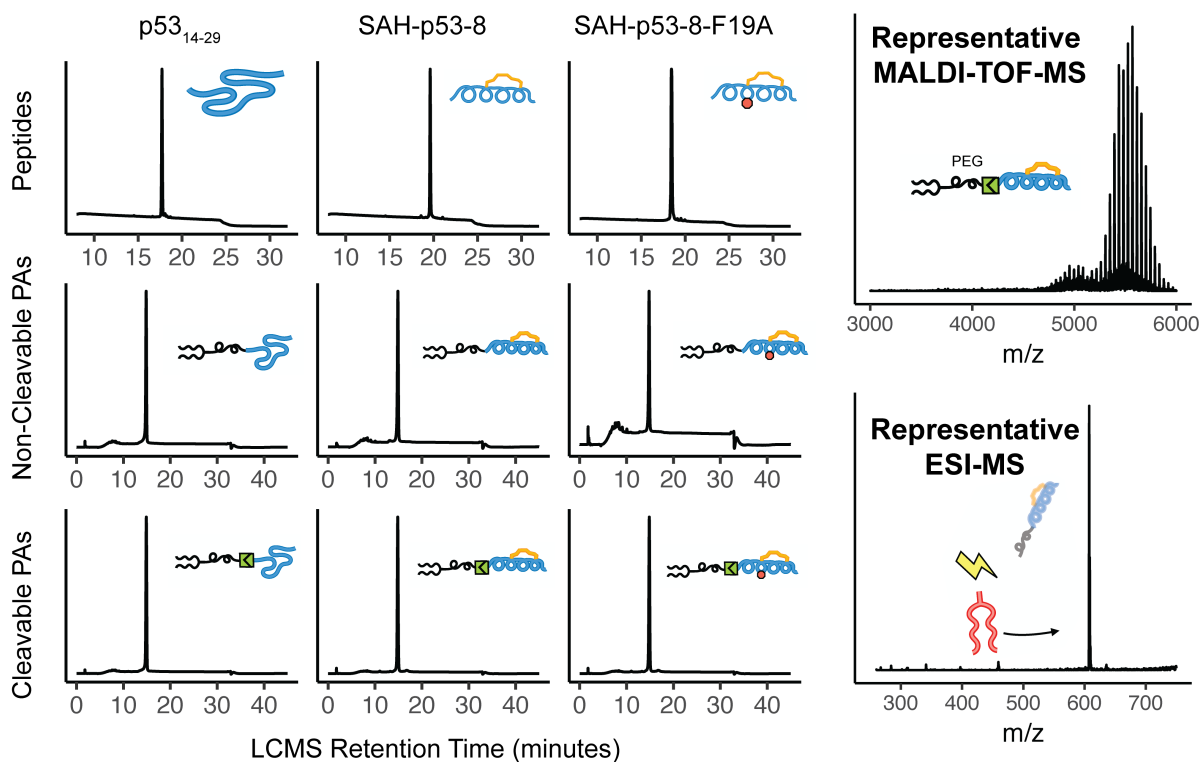 p53₁₄₋₂₉
SAH-p53-8
SAH-p53-8-F19A
Peptides
10 15 20 25 30
10 15 20 25 30
10 15 20 25 30
Non-Cleavable PAs
0 10 20 30 40
0 10 20 30 40
0 10 20 30 40
Cleavable PAs
0 10 20 30 40
0 10 20 30 40
0 10 20 30 40
LCMS Retention Time (minutes)
Representative
MALDI-TOF-MS
PEG
3000 4000 5000 6000
m/z
Representative
ESI-MS
300 400 500 600 700
m/z